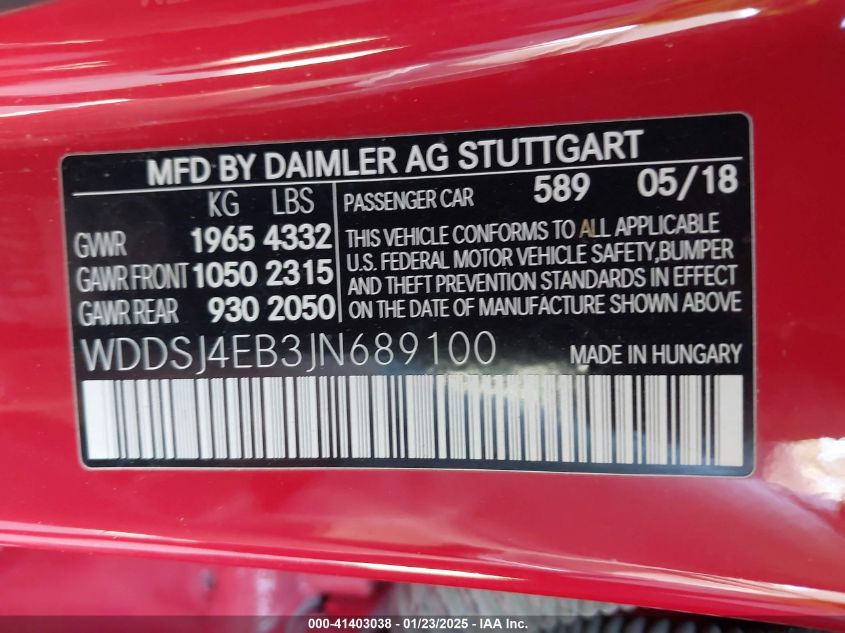 MFD BY DAIMLER AG STUTTGART
KG LBS
GVWR 1965 4332
GAWR FRONT 1050 2315
GAWR REAR 930 2050
PASSENGER CAR 589 05/18
THIS VEHICLE CONFORMS TO ALL APPLICABLE
U.S. FEDERAL MOTOR VEHICLE SAFETY, BUMPER
AND THEFT PREVENTION STANDARDS IN EFFECT
ON THE DATE OF MANUFACTURE SHOWN ABOVE
WDDSJ4EB3JN689100 MADE IN HUNGARY
000-41403038 - 01/23/2025 - IAA Inc.